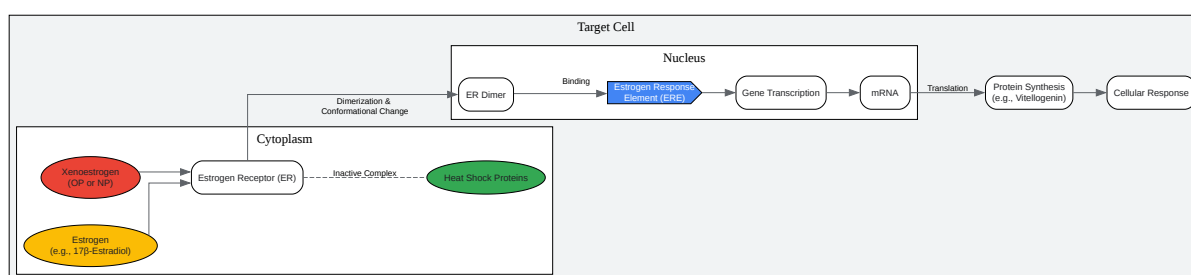 Target Cell
Nucleus
ER Dimer
Binding
Estrogen Response
Element (ERE)
Gene Transcription
mRNA
Translation
Protein Synthesis
(e.g., Vitellogenin)
Cellular Response
Dimerization &
Conformational Change
Cytoplasm
Xenoestrogen
(OP or NP)
Estrogen Receptor (ER)
Inactive Complex
Heat Shock Proteins
Estrogen
(e.g., 17β-Estradiol)